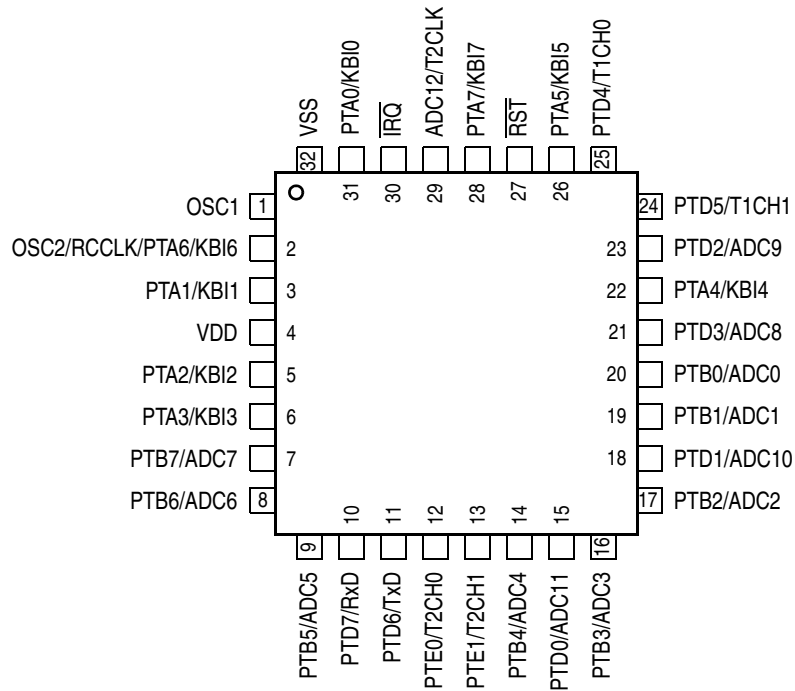 VSS
PTA0/KBI0
IRQ
ADC12/T2CLK
PTA7/KBI7
RST
PTA5/KBI5
PTD4/T1CH0
32
31
30
29
28
27
26
25
OSC1 1
OSC2/RCCLK/PTA6/KBI6 2
PTA1/KBI1 3
VDD 4
PTA2/KBI2 5
PTA3/KBI3 6
PTB7/ADC7 7
PTB6/ADC6 8
24 PTD5/T1CH1
23 PTD2/ADC9
22 PTA4/KBI4
21 PTD3/ADC8
20 PTB0/ADC0
19 PTB1/ADC1
18 PTD1/ADC10
17 PTB2/ADC2
9
10
11
12
13
14
15
16
PTB5/ADC5
PTD7/RxD
PTD6/TxD
PTE0/T2CH0
PTE1/T2CH1
PTB4/ADC4
PTD0/ADC11
PTB3/ADC3